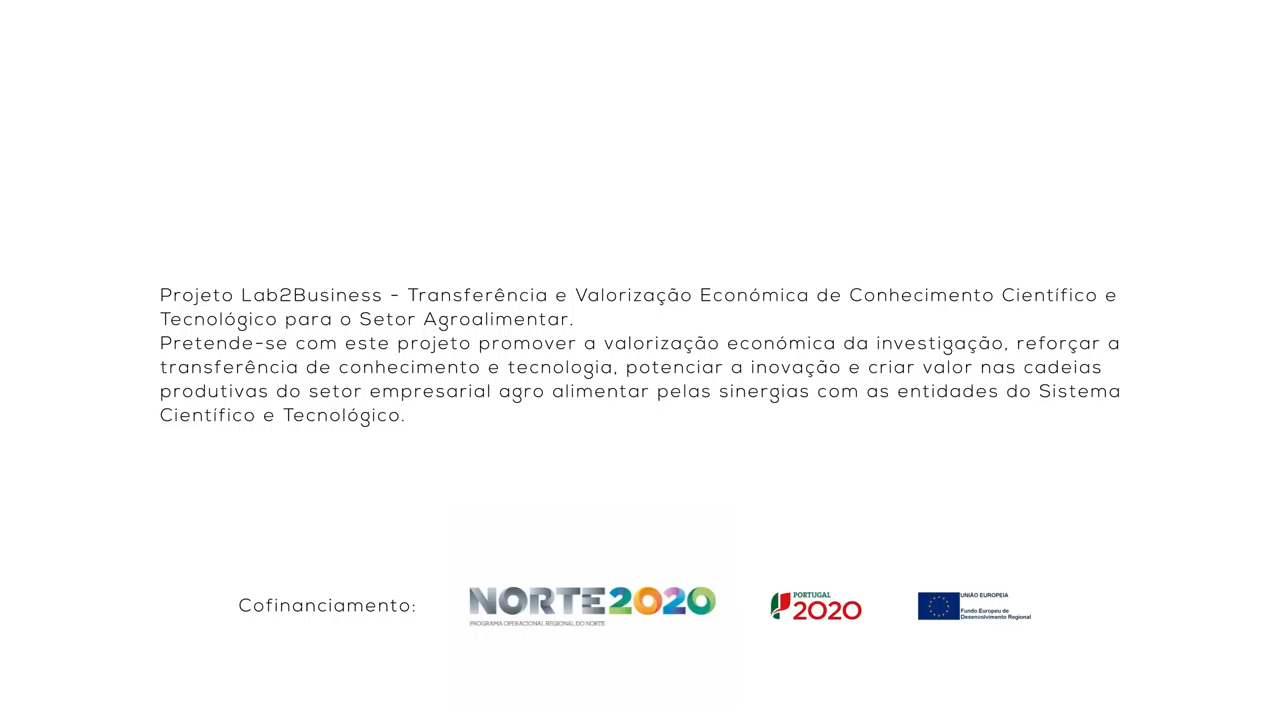 Projeto Lab2Business - Transferência e Valorização Económica de Conhecimento Científico e
Tecnológico para o Setor Agroalimentar.
Pretende-se com este projeto promover a valorização económica da investigação, reforçar a
transferência de conhecimento e tecnologia, potenciar a inovação e criar valor nas cadeias
produtivas do setor empresarial agro alimentar pelas sinergias com as entidades do Sistema
Científico e Tecnológico.
Cofinanciamento:
NORTE2020
PROGRAMA OPERACIONAL REGIONAL DO NORTE
PORTUGAL
2020
UNIÃO EUROPEIA
Fundo Europeu de
Desenvolvimento Regional